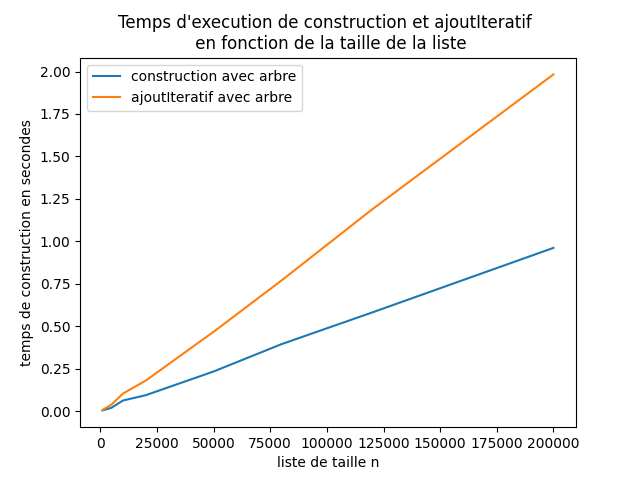 Temps d'execution de construction et ajoutIteratif
en fonction de la taille de la liste
construction avec arbre
ajoutIteratif avec arbre
temps de construction en secondes
2.00
1.75
1.50
1.25
1.00
0.75
0.50
0.25
0.00
0 25000 50000 75000 100000 125000 150000 175000 200000
liste de taille n